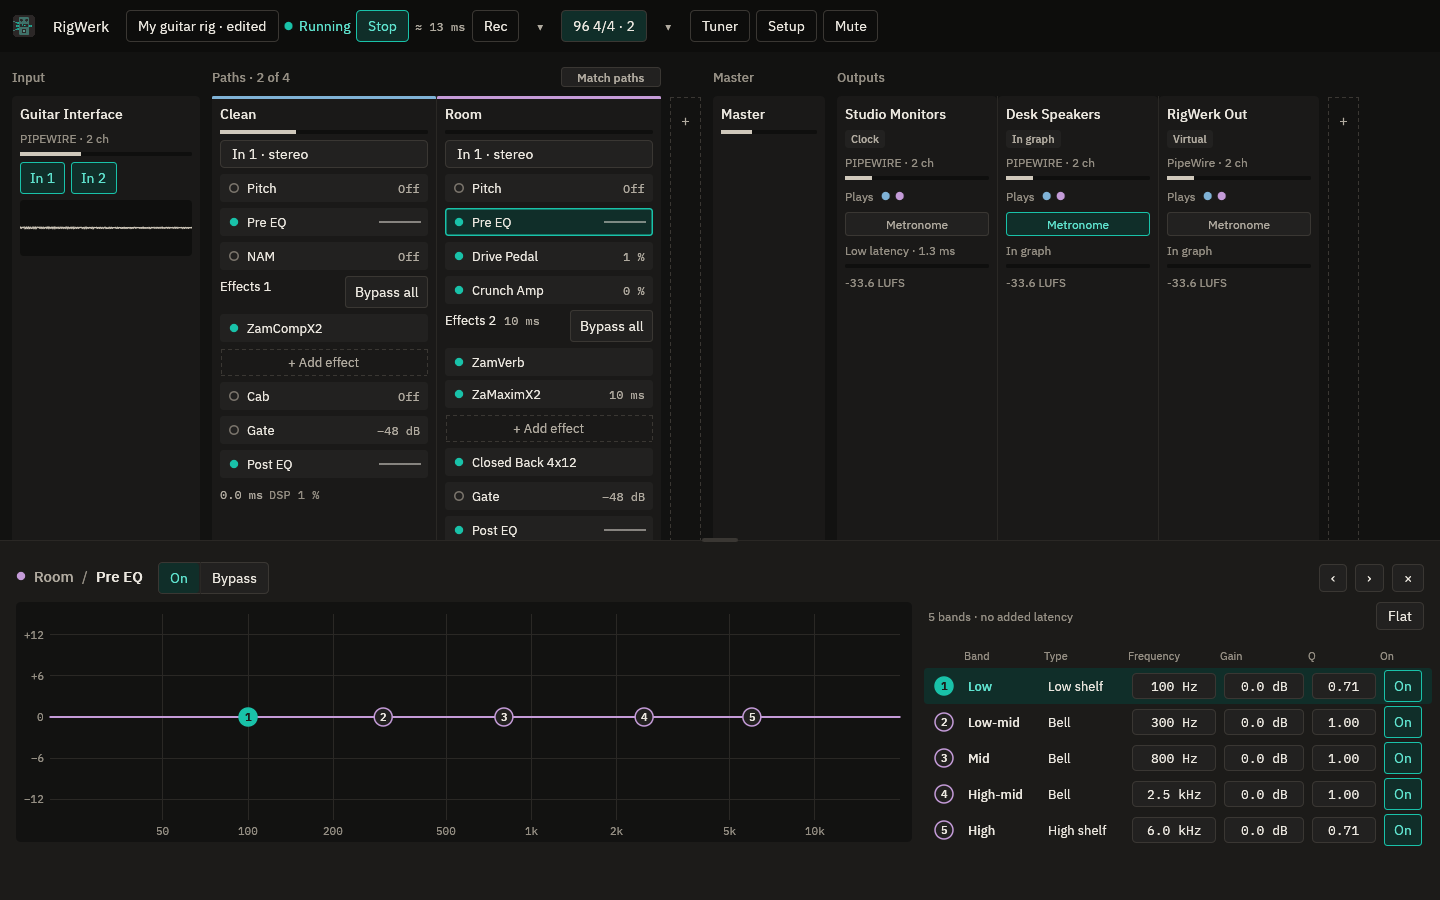 RigWerk
My guitar rig · edited
Running
Stop
≈ 13 ms
Rec
▾
96 4/4 · 2
▾
Tuner
Setup
Mute
Input
Paths · 2 of 4
Match paths
Master
Outputs
Guitar Interface
PIPEWIRE · 2 ch
In 1
In 2
Clean
In 1 · stereo
Pitch
Off
Pre EQ
NAM
Off
Effects 1
Bypass all
ZamCompX2
+ Add effect
Cab
Off
Gate
−48 dB
Post EQ
0.0 ms DSP 1 %
Room
In 1 · stereo
Pitch
Off
Pre EQ
Drive Pedal
1 %
Crunch Amp
0 %
Effects 2 10 ms
Bypass all
ZamVerb
ZaMaximX2
10 ms
+ Add effect
Closed Back 4x12
Gate
−48 dB
Post EQ
+
Master
Studio Monitors
Clock
PIPEWIRE · 2 ch
Plays
Metronome
Low latency · 1.3 ms
-33.6 LUFS
Desk Speakers
In graph
PIPEWIRE · 2 ch
Plays
Metronome
In graph
-33.6 LUFS
RigWerk Out
Virtual
PipeWire · 2 ch
Plays
Metronome
In graph
-33.6 LUFS
+
Room / Pre EQ
On
Bypass
‹
›
×
+12
+6
0
−6
−12
1
2
3
4
5
50
100
200
500
1k
2k
5k
10k
5 bands · no added latency
Flat
Band Type Frequency Gain Q On
1 Low Low shelf 100 Hz 0.0 dB 0.71 On
2 Low-mid Bell 300 Hz 0.0 dB 1.00 On
3 Mid Bell 800 Hz 0.0 dB 1.00 On
4 High-mid Bell 2.5 kHz 0.0 dB 1.00 On
5 High High shelf 6.0 kHz 0.0 dB 0.71 On